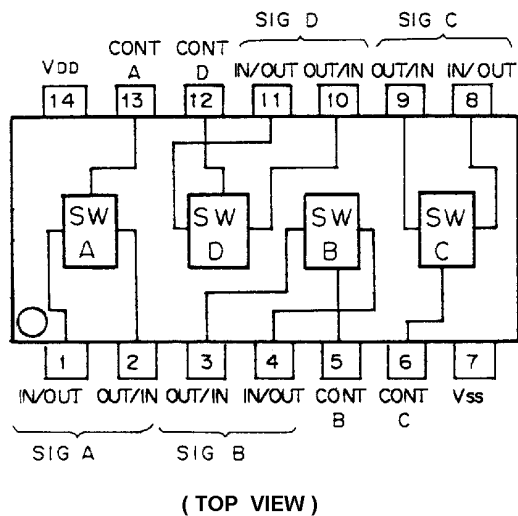 SIG D
SIG C
CONT
A
CONT
D
VDD
IN/OUT
OUT/IN
OUT/IN
IN/OUT
14
13
12
11
10
9
8
SW
A
SW
D
SW
B
SW
C
1
2
3
4
5
6
7
IN/OUT
OUT/IN
OUT/IN
IN/OUT
CONT
B
CONT
C
Vss
SIG A
SIG B
( TOP VIEW )